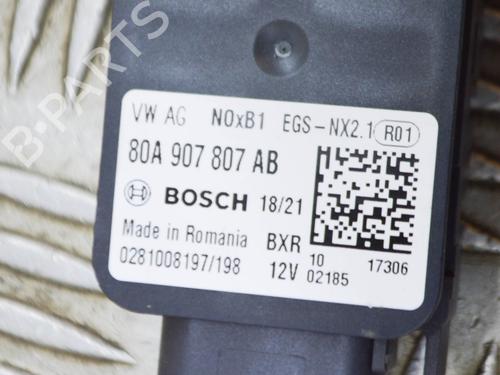 VW AG NOxB1 EGS-NX2.1 R01
80A 907 807 AB
BOSCH 18/21
Made in Romania BXR 10 17306
0281008197/198 12V 02185
B-PARTS